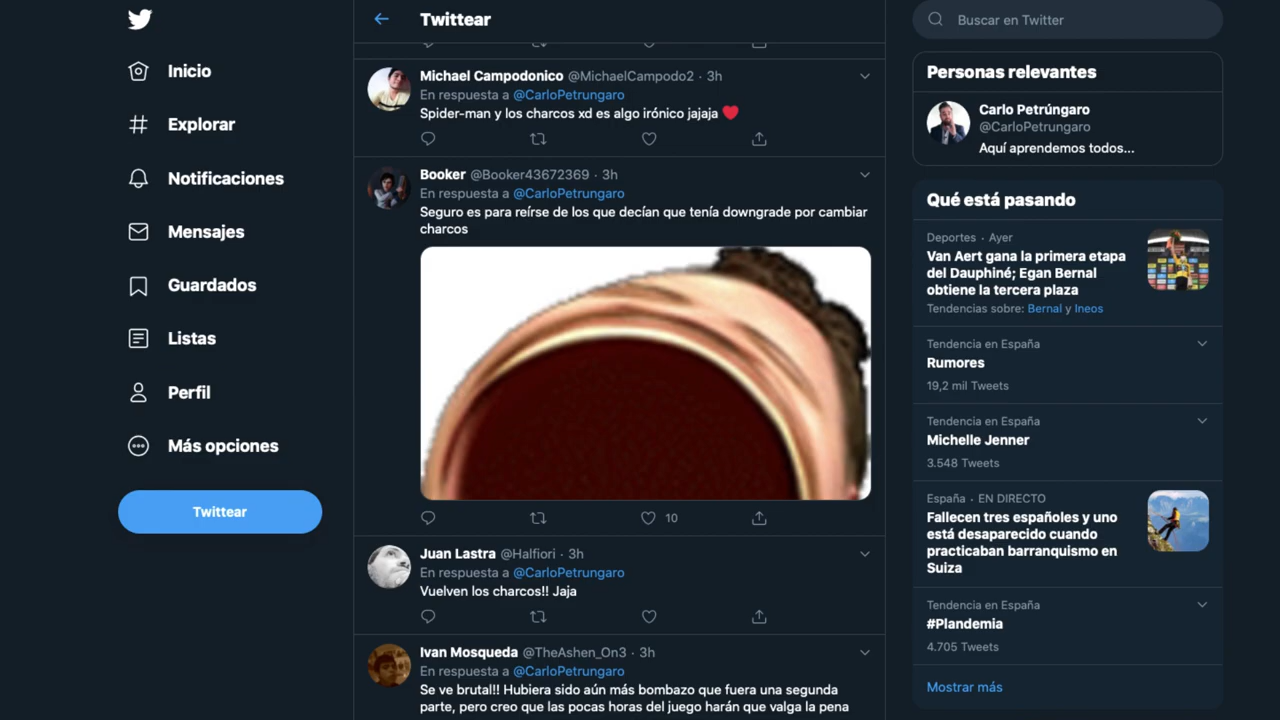 Inicio
Explorar
Notificaciones
Mensajes
Guardados
Listas
Perfil
Más opciones
Twittear
Twittear
Michael Campodonico @MichaelCampodo2 · 3h
En respuesta a @CarloPetrungaro
Spider-man y los charcos xd es algo irónico jajaja ❤️
Booker @Booker43672369 · 3h
En respuesta a @CarloPetrungaro
Seguro es para reírse de los que decían que tenía downgrade por cambiar
charcos
10
Juan Lastra @Halfiori · 3h
En respuesta a @CarloPetrungaro
Vuelven los charcos!! Jaja
Ivan Mosqueda @TheAshen_On3 · 3h
En respuesta a @CarloPetrungaro
Se ve brutal!! Hubiera sido aún más bombazo que fuera una segunda
parte, pero creo que las pocas horas del juego harán que valga la pena
Buscar en Twitter
Personas relevantes
Carlo Petrúngaro
@CarloPetrungaro
Aquí aprendemos todos...
Qué está pasando
Deportes · Ayer
Van Aert gana la primera etapa
del Dauphiné; Egan Bernal
obtiene la tercera plaza
Tendencias sobre: Bernal y Ineos
Tendencia en España
Rumores
19,2 mil Tweets
Tendencia en España
Michelle Jenner
3.548 Tweets
España · EN DIRECTO
Fallecen tres españoles y uno
está desaparecido cuando
practicaban barranquismo en
Suiza
Tendencia en España
#Plandemia
4.705 Tweets
Mostrar más